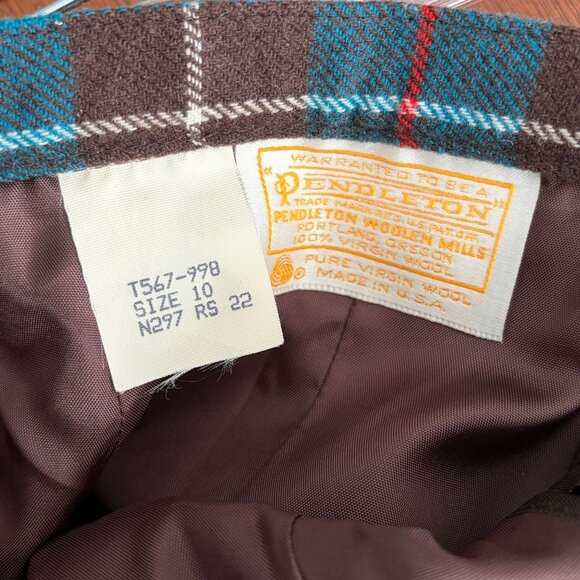 T567-998
SIZE 10
N297 RS 22
WARRANTED TO BE A
"PENDLETON"
TRADE MARK REG. U.S. PAT. OFF.
PENDLETON WOOLEN MILLS
PORTLAND, OREGON
100% VIRGIN WOOL
PURE VIRGIN WOOL
®
MADE IN U.S.A.